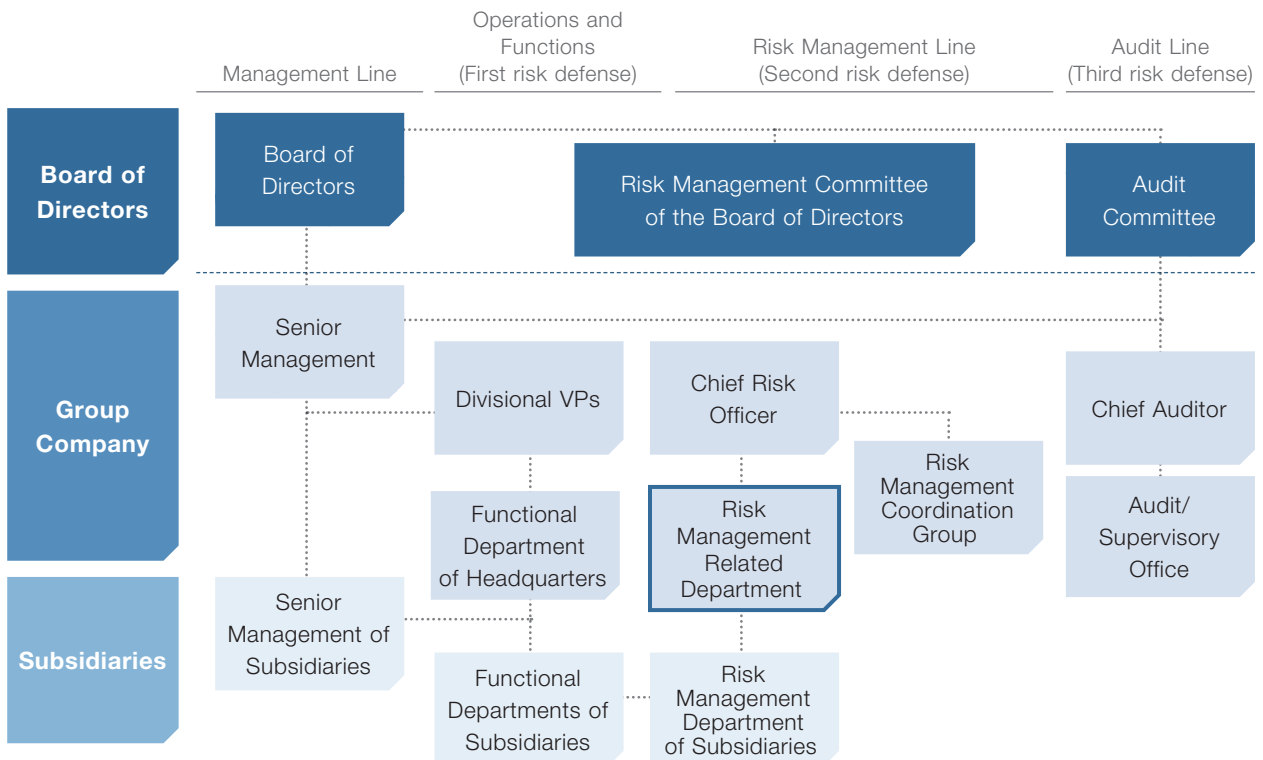 Management Line
Operations and
Functions
(First risk defense)
Risk Management Line
(Second risk defense)
Audit Line
(Third risk defense)
Board of
Directors
Board of
Directors
Risk Management Committee
of the Board of Directors
Audit
Committee
Group
Company
Senior
Management
Divisional VPs
Chief Risk
Officer
Chief Auditor
Risk
Management
Coordination
Group
Functional
Department
of Headquarters
Risk
Management
Related
Department
Audit/
Supervisory
Office
Subsidiaries
Senior
Management of
Subsidiaries
Functional
Departments of
Subsidiaries
Risk
Management
Department
of Subsidiaries